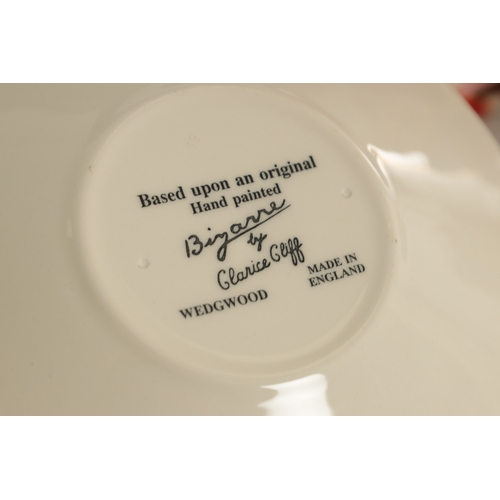 Based upon an original
Hand painted
Bizarre
by
Clarice Cliff
WEDGWOOD
MADE IN
ENGLAND